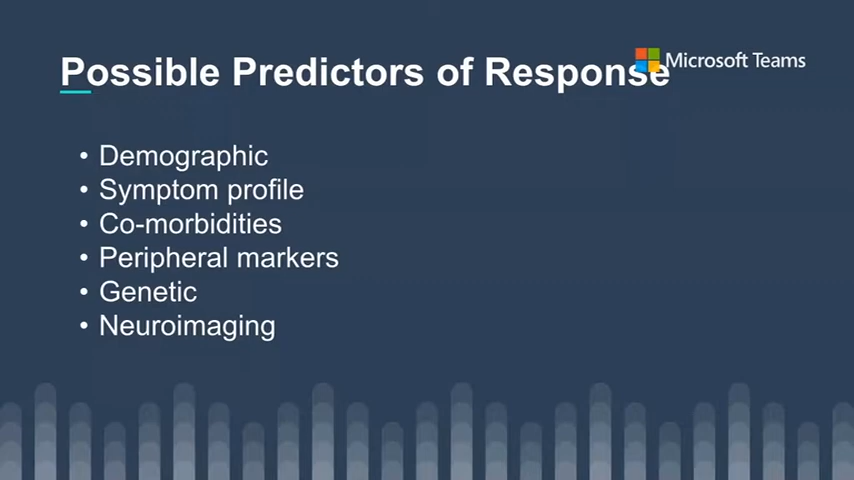 Possible Predictors of Response
Microsoft Teams
• Demographic
• Symptom profile
• Co-morbidities
• Peripheral markers
• Genetic
• Neuroimaging